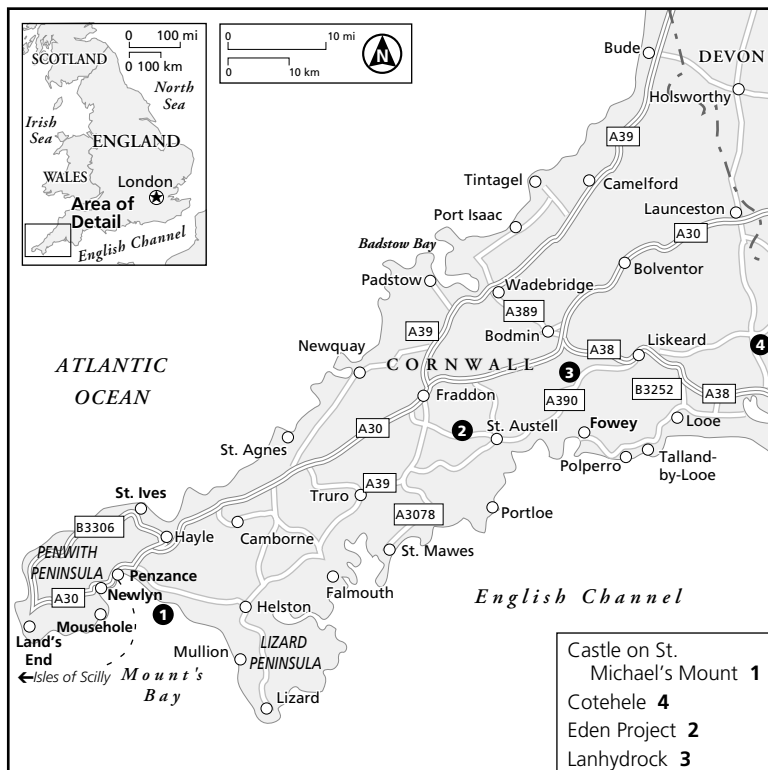 0 100 mi
0 100 km
SCOTLAND
North
Sea
Irish
Sea
ENGLAND
WALES
London
Area of
Detail
English Channel
0 10 mi
0 10 km
N
Bude
DEVON
Holsworthy
A39
Tintagel
Camelford
Port Isaac
Launceston
A30
Badstow Bay
Bolventor
Padstow
Wadebridge
A389
A39
Bodmin
Newquay
A38
Liskeard
4
ATLANTIC
OCEAN
CORNWALL
3
B3252
A38
Fraddon
A390
Fowey
Looe
A30
2
St. Austell
St. Agnes
Polperro
Talland-
by-Looe
A39
St. Ives
Truro
A3078
Portloe
B3306
Hayle
Camborne
PENWITH
PENINSULA
St. Mawes
Penzance
Falmouth
A30
Newlyn
English Channel
1
Helston
Mousehole
Land's
End
Mullion
LIZARD
PENINSULA
Isles of Scilly
Mount's
Bay
Lizard
Castle on St.
Michael's Mount 1
Cotehele 4
Eden Project 2
Lanhydrock 3